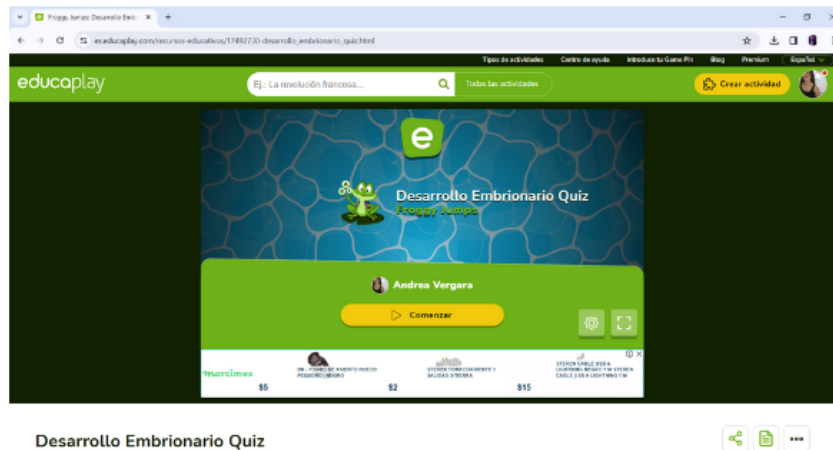 Froggy Jumps: Desarrollo Embri
es.educaplay.com/recursos-educativos/17492730-desarrollo_embrionario_quiz.html
Tipos de actividades Centro de ayuda Introduce tu Game Pin Blog Premium Español
educaplay
Ej.: La revolución francesa...
Todas las actividades
Crear actividad
e
Desarrollo Embrionario Quiz
Froggy Jumps
Andrea Vergara
Comenzar
marcimex
$5
$2
$15
Desarrollo Embrionario Quiz